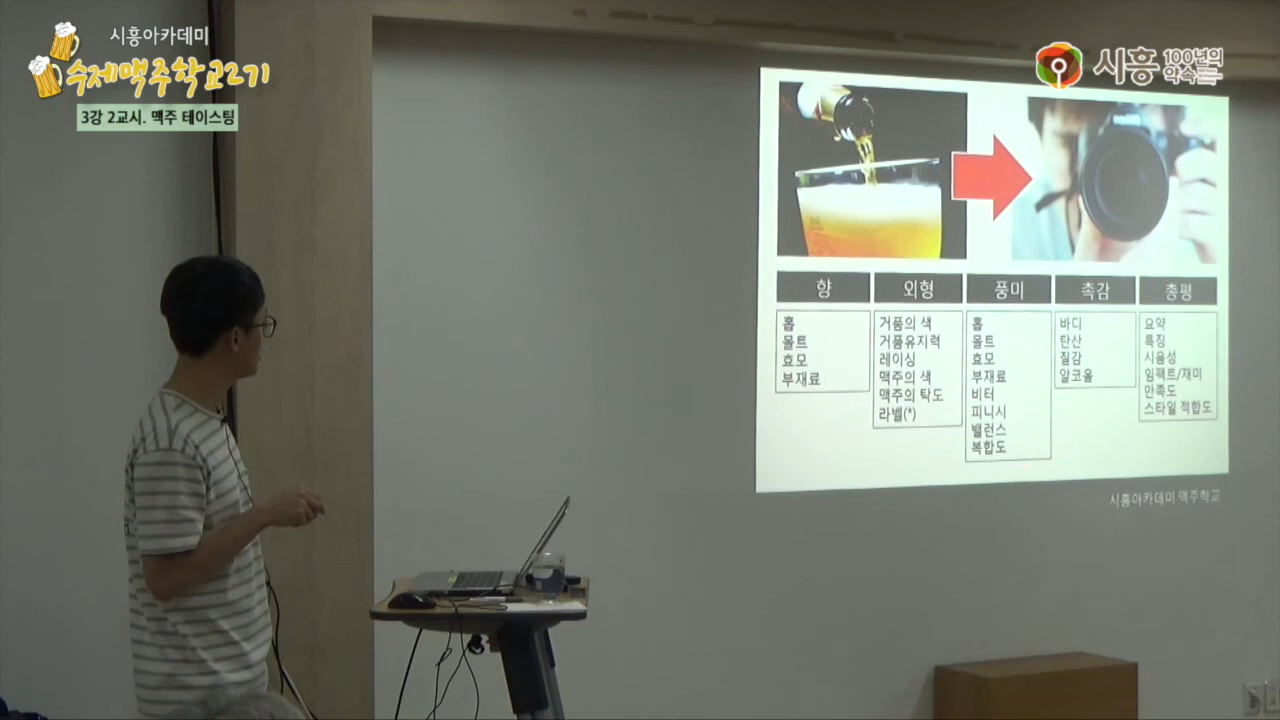 시흥아카데미
수제맥주학교2기
3강 2교시. 맥주 테이스팅
시흥 100년의 약속
향
홉
몰트
효모
부재료
외형
거품의 색
거품유지력
레이싱
맥주의 색
맥주의 탁도
라벨(*)
풍미
홉
몰트
효모
부재료
비터
피니시
밸런스
복합도
촉감
바디
탄산
질감
알코올
총평
요약
특징
시음성
임팩트/재미
만족도
스타일 적합도
시흥아카데미 맥주학교